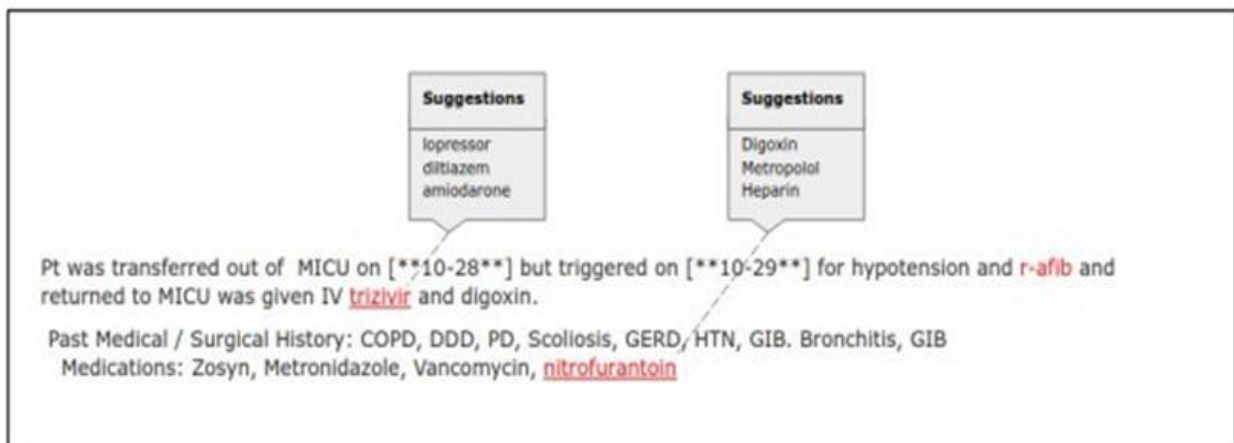 Suggestions
lopressor
diltiazem
amiodarone
Suggestions
Digoxin
Metropolol
Heparin
Pt was transferred out of MICU on [**10-28**] but triggered on [**10-29**] for hypotension and r-afib and
returned to MICU was given IV trizivir and digoxin.
Past Medical / Surgical History: COPD, DDD, PD, Scoliosis, GERD, HTN, GIB. Bronchitis, GIB
Medications: Zosyn, Metronidazole, Vancomycin, nitrofurantoin